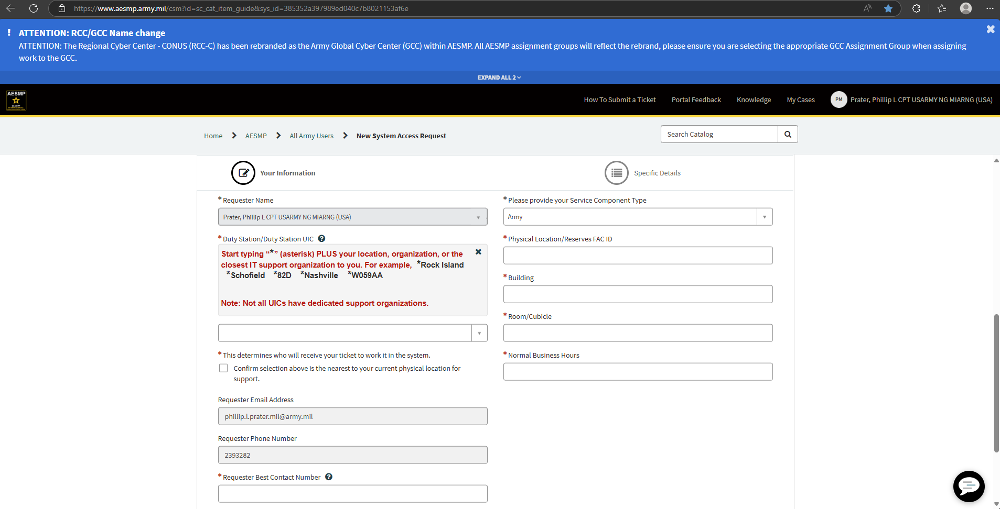 https://www.aesmp.army.mil/csm?id=sc_cat_item_guide&sys_id=385352a397989ed040c7b8021153af6e
! ATTENTION: RCC/GCC Name change
ATTENTION: The Regional Cyber Center - CONUS (RCC-C) has been rebranded as the Army Global Cyber Center (GCC) within AESMP. All AESMP assignment groups will reflect the rebrand, please ensure you are selecting the appropriate GCC Assignment Group when assigning
work to the GCC.
EXPAND ALL 2
AESMP
How To Submit a Ticket
Portal Feedback
Knowledge
My Cases
PM
Prater, Phillip L CPT USARMY NG MIARNG (USA)
Home
AESMP
All Army Users
New System Access Request
Search Catalog
Your Information
Specific Details
* Requester Name
Prater, Phillip L CPT USARMY NG MIARNG (USA)
* Duty Station/Duty Station UIC ?
Start typing “*” (asterisk) PLUS your location, organization, or the
closest IT support organization to you. For example, *Rock Island
*Schofield *82D *Nashville *W059AA
Note: Not all UICs have dedicated support organizations.
* This determines who will receive your ticket to work it in the system.
Confirm selection above is the nearest to your current physical location for
support.
Requester Email Address
phillip.l.prater.mil@army.mil
Requester Phone Number
2393282
* Requester Best Contact Number ?
* Please provide your Service Component Type
Army
* Physical Location/Reserves FAC ID
* Building
* Room/Cubicle
* Normal Business Hours